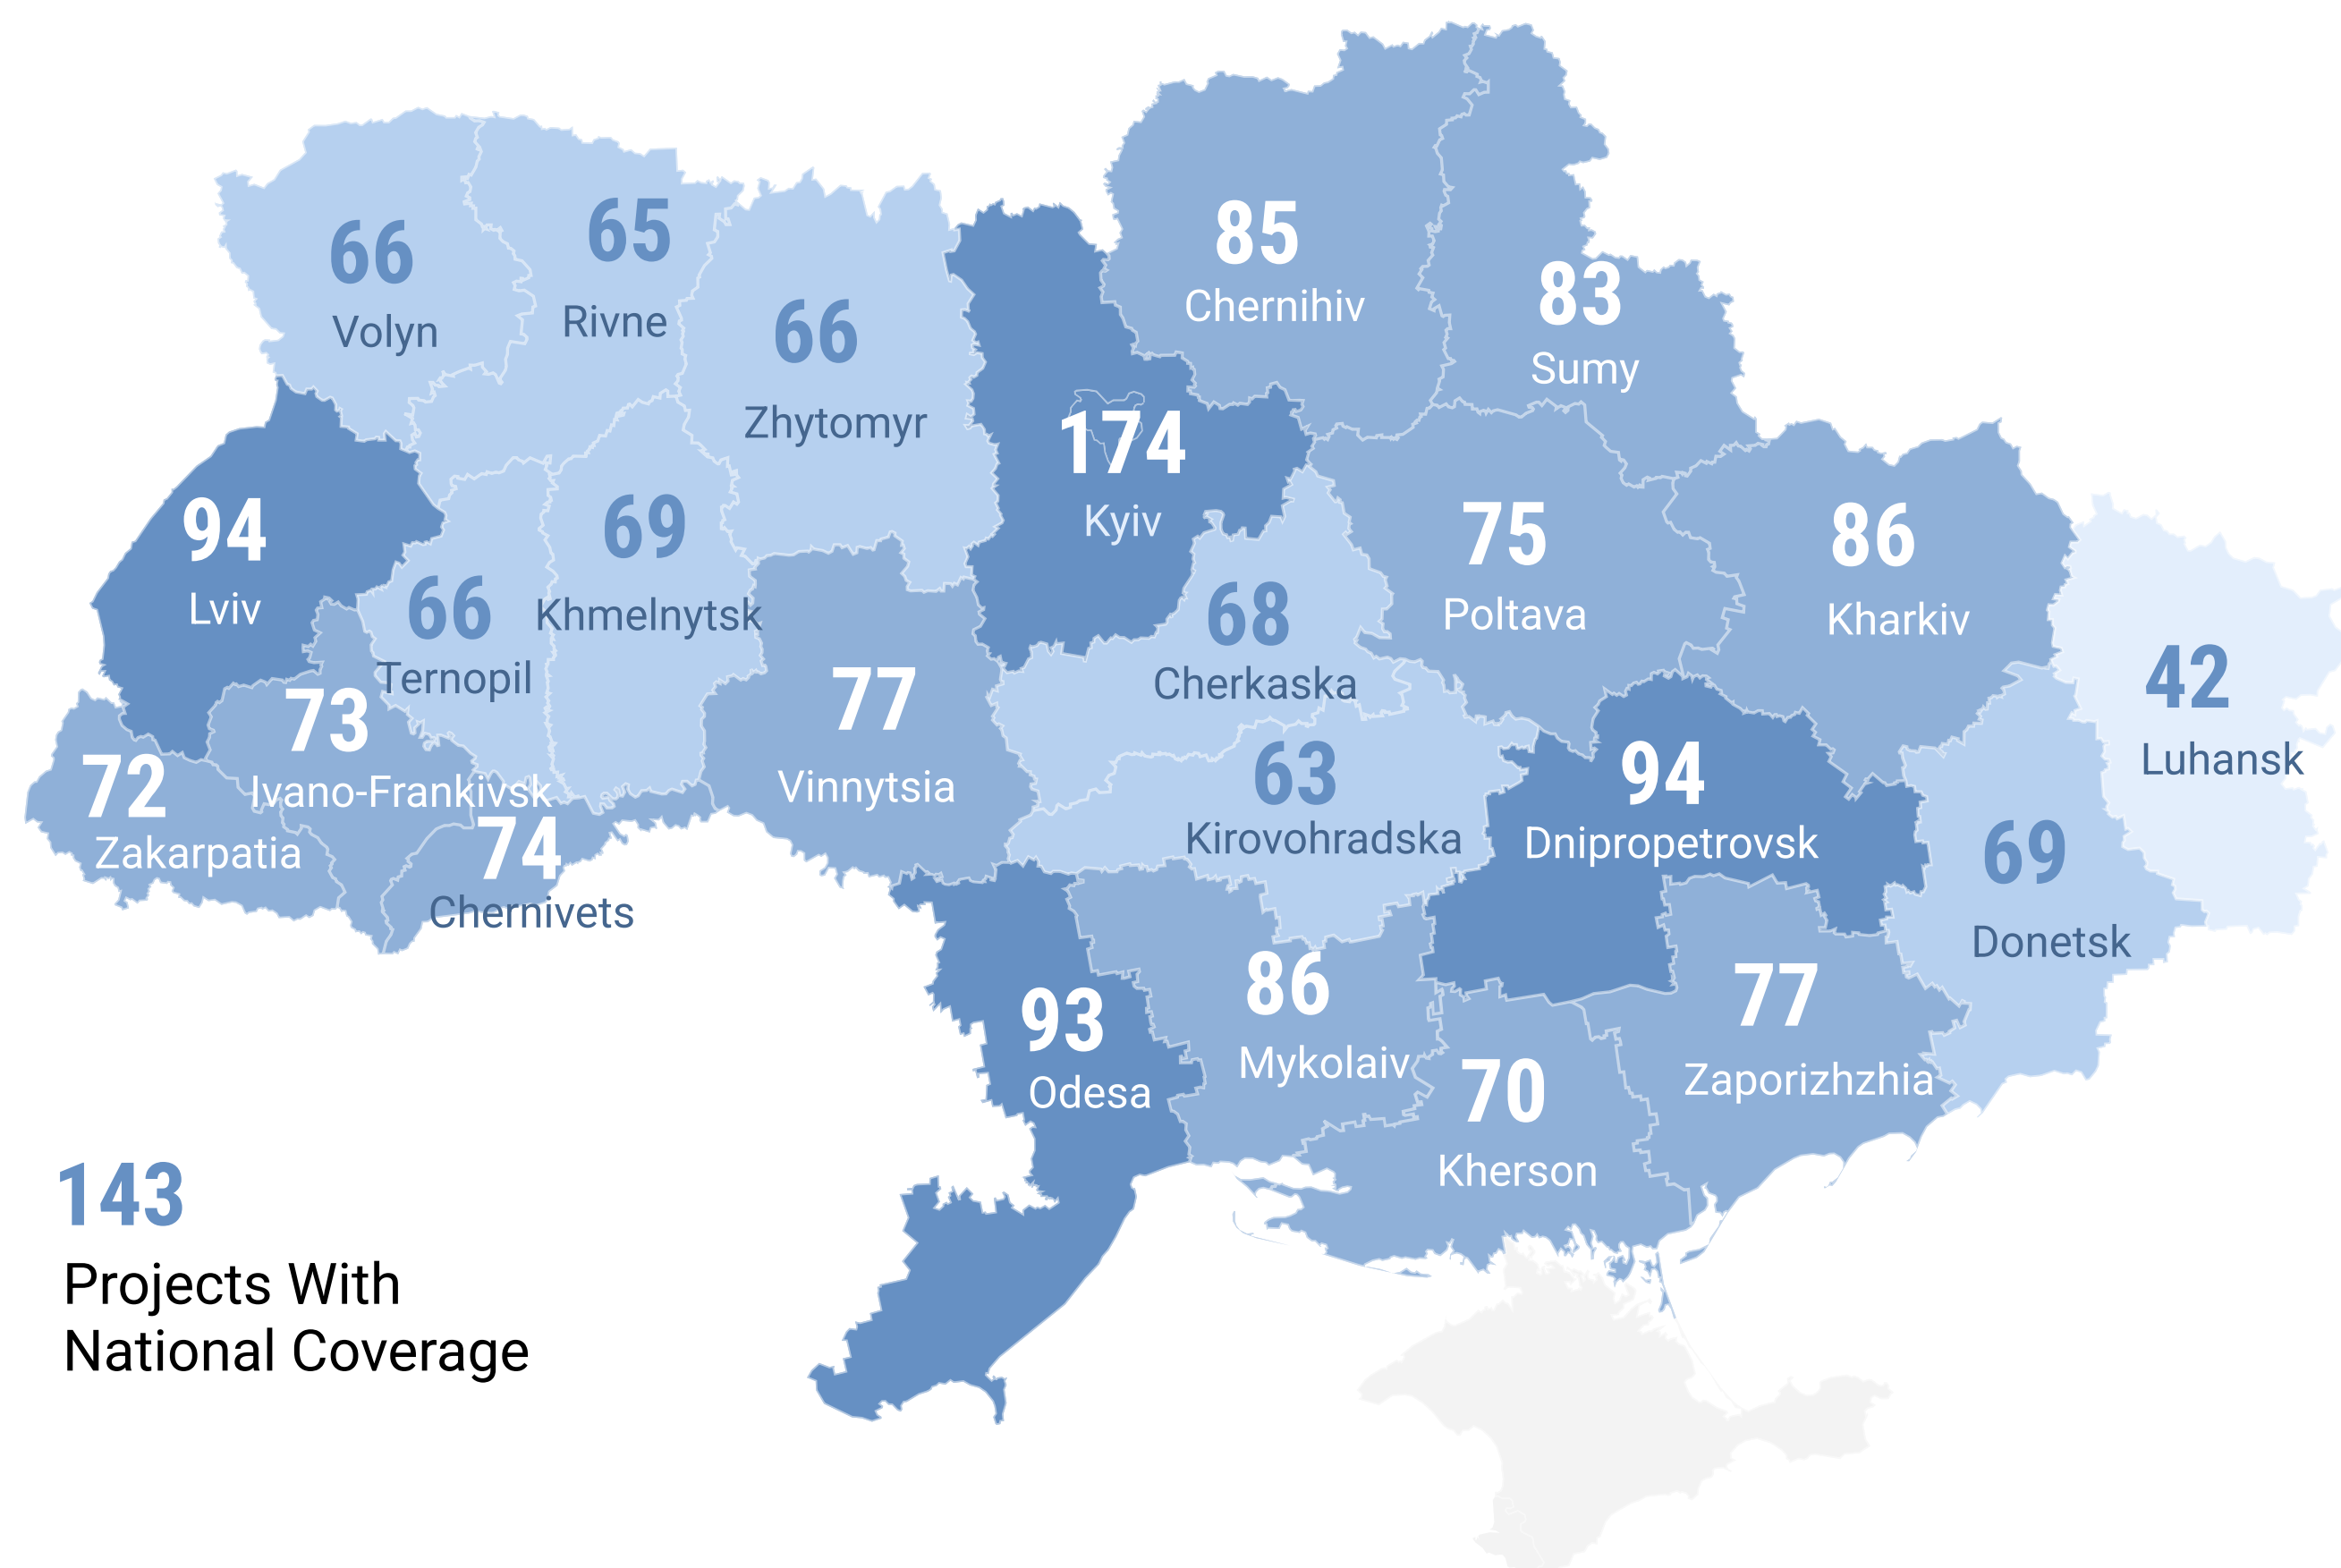 85
65
66
83
Chernihiv
Volyn
Rivne
66
Sumy
Zhytomyr
174
Kyiv
94
Lviv
69
Khmelnytsk
75
Poltava
86
Kharkiv
66
Ternopil
68
Cherkaska
42
Luhansk
73
Ivano-Frankivsk
77
Vinnytsia
72
Zakarpatia
63
Kirovohradska
94
Dnipropetrovsk
74
Chernivets
69
Donetsk
86
Mykolaiv
93
Odesa
77
Zaporizhzhia
70
Kherson
143
Projects With
National Coverage